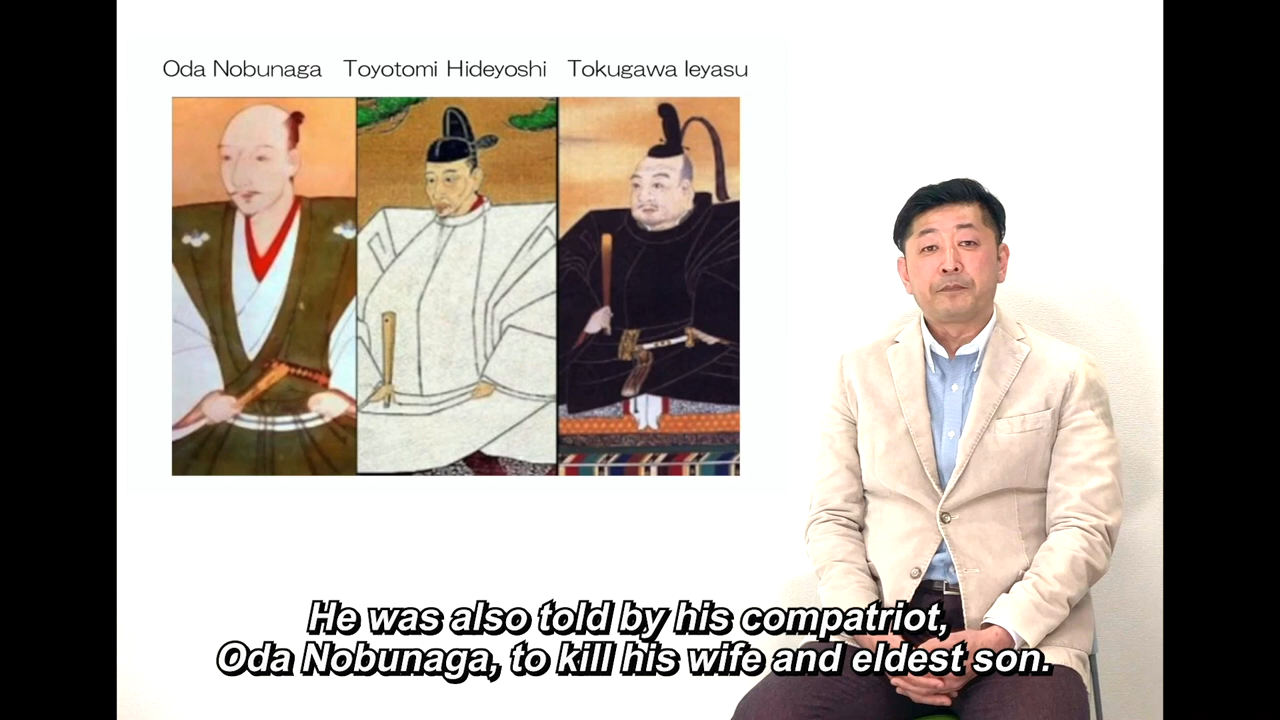 Oda Nobunaga Toyotomi Hideyoshi Tokugawa Ieyasu
He was also told by his compatriot,
Oda Nobunaga, to kill his wife and eldest son.